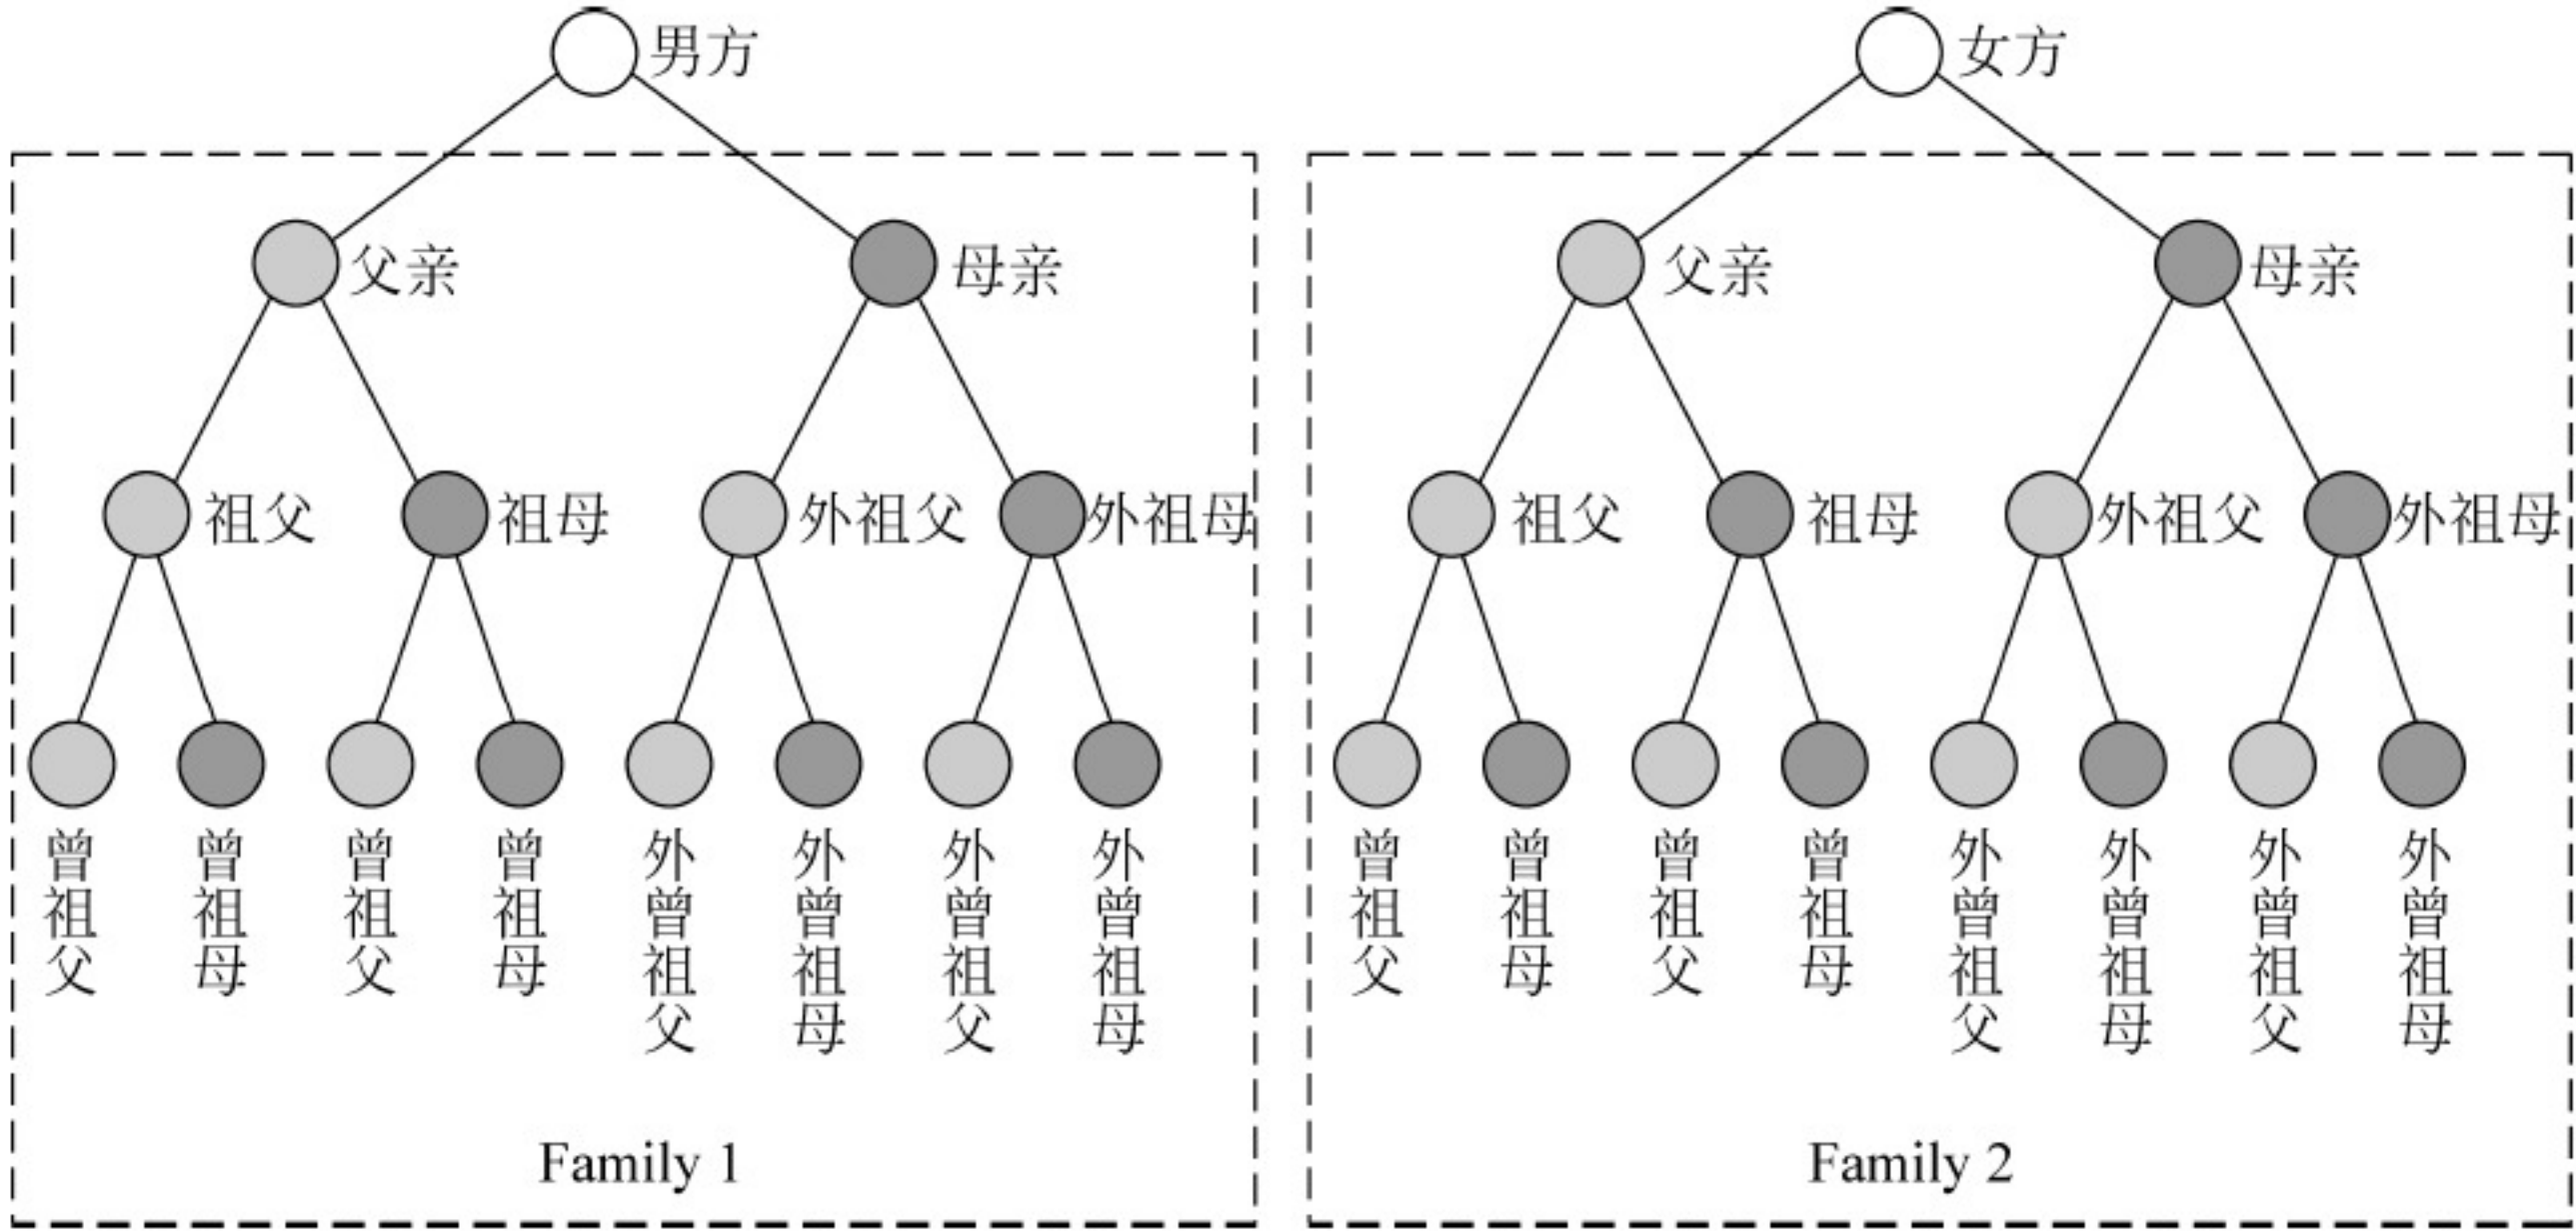 男方
女方
父亲
母亲
父亲
母亲
祖父
祖母
外祖父
外祖母
祖父
祖母
外祖父
外祖母
曾祖父
曾祖母
曾祖父
曾祖母
外曾祖父
外曾祖母
外曾祖父
外曾祖母
曾祖父
曾祖母
曾祖父
曾祖母
外曾祖父
外曾祖母
外曾祖父
外曾祖母
Family 1
Family 2